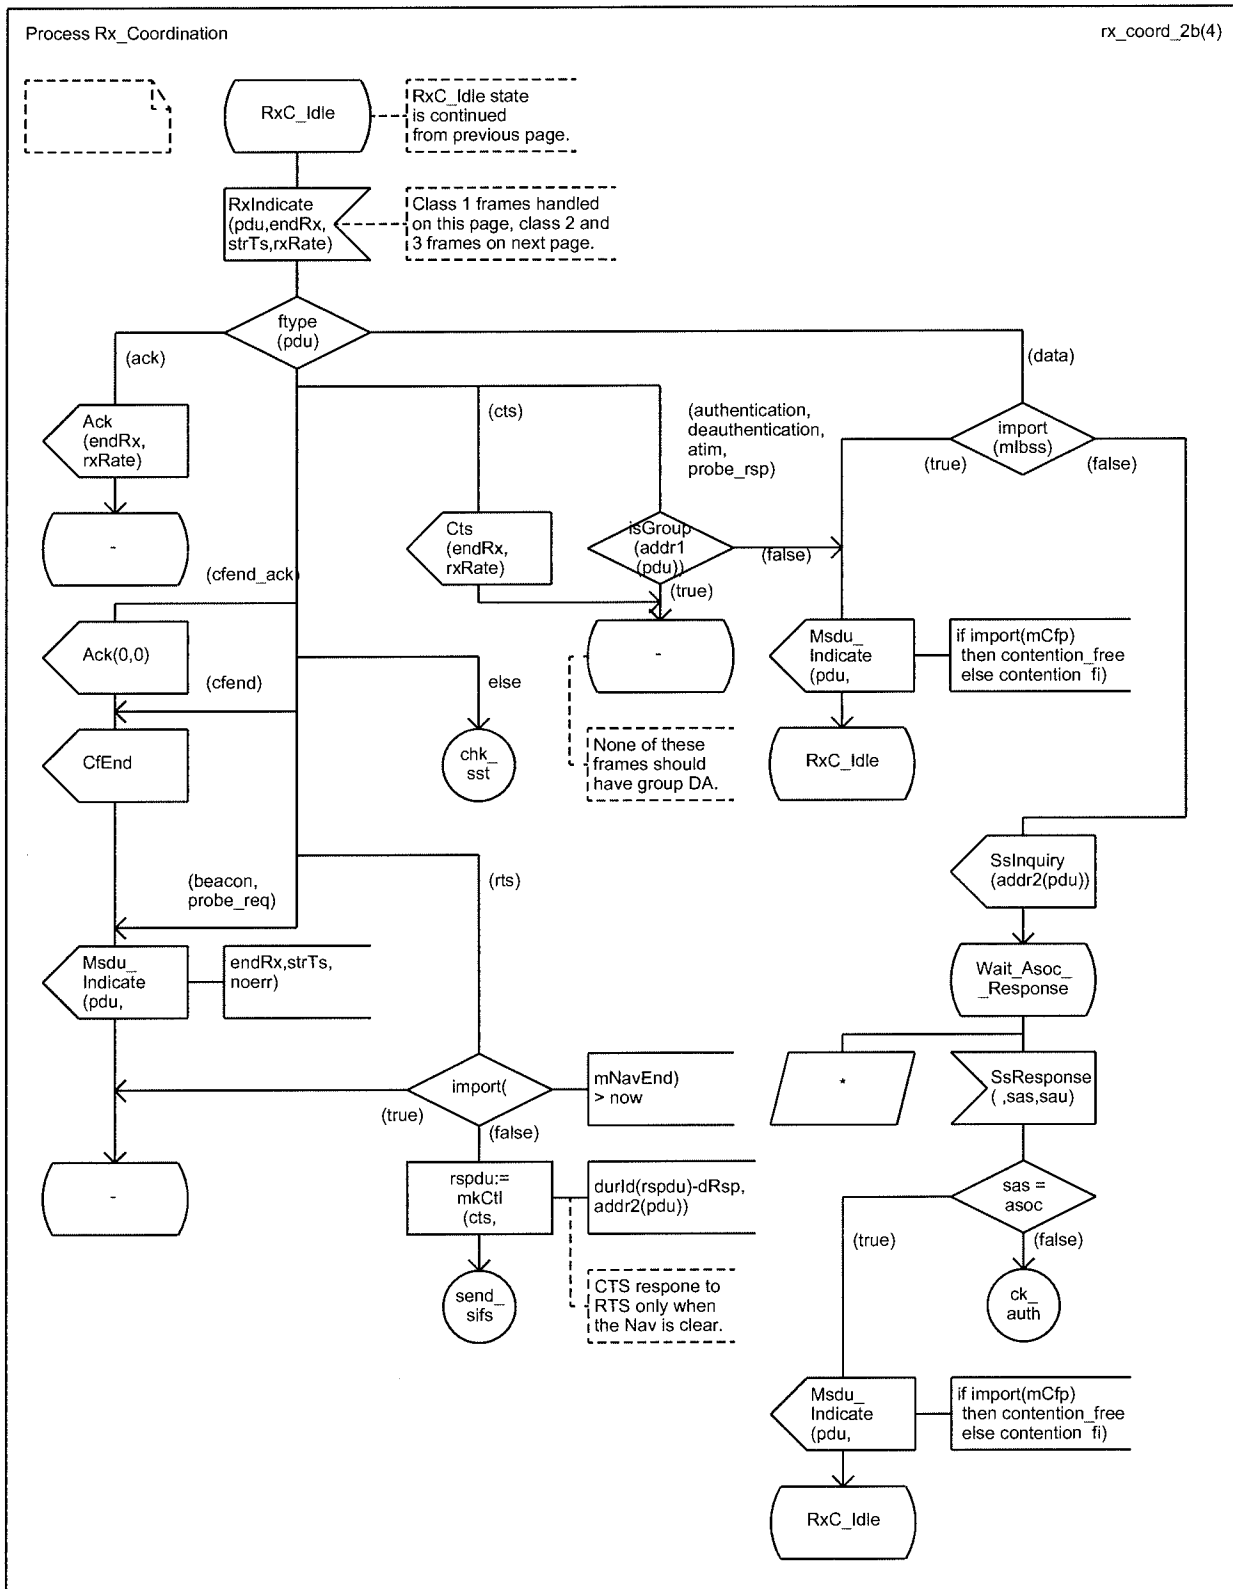 Process Rx_Coordination
rx_coord_2b(4)
RxC_Idle
RxC_Idle state
is continued
from previous page.
RxIndicate
(pdu,endRx,
strTs,rxRate)
Class 1 frames handled
on this page, class 2 and
3 frames on next page.
ftype
(pdu)
(ack)
(data)
Ack
(endRx,
rxRate)
-
(cts)
(authentication,
deauthentication,
atim,
probe_rsp)
import
(mIbss)
(true)
(false)
Cts
(endRx,
rxRate)
isGroup
(addr1
(pdu))
(false)
(true)
-
None of these
frames should
have group DA.
(cfend_ack)
Ack(0,0)
(cfend)
CfEnd
else
chk_
sst
Msdu_
Indicate
(pdu,
if import(mCfp)
then contention_free
else contention fi)
RxC_Idle
(beacon,
probe_req)
(rts)
SsInquiry
(addr2(pdu))
Msdu_
Indicate
(pdu,
endRx,strTs,
noerr)
Wait_Asoc_
_Response
*
SsResponse
( ,sas,sau)
import(
mNavEnd)
> now
(true)
(false)
-
rspdu:=
mkCtl
(cts,
durId(rspdu)-dRsp,
addr2(pdu))
send_
sifs
CTS respone to
RTS only when
the Nav is clear.
sas =
asoc
(true)
(false)
ck_
auth
Msdu_
Indicate
(pdu,
if import(mCfp)
then contention_free
else contention fi)
RxC_Idle